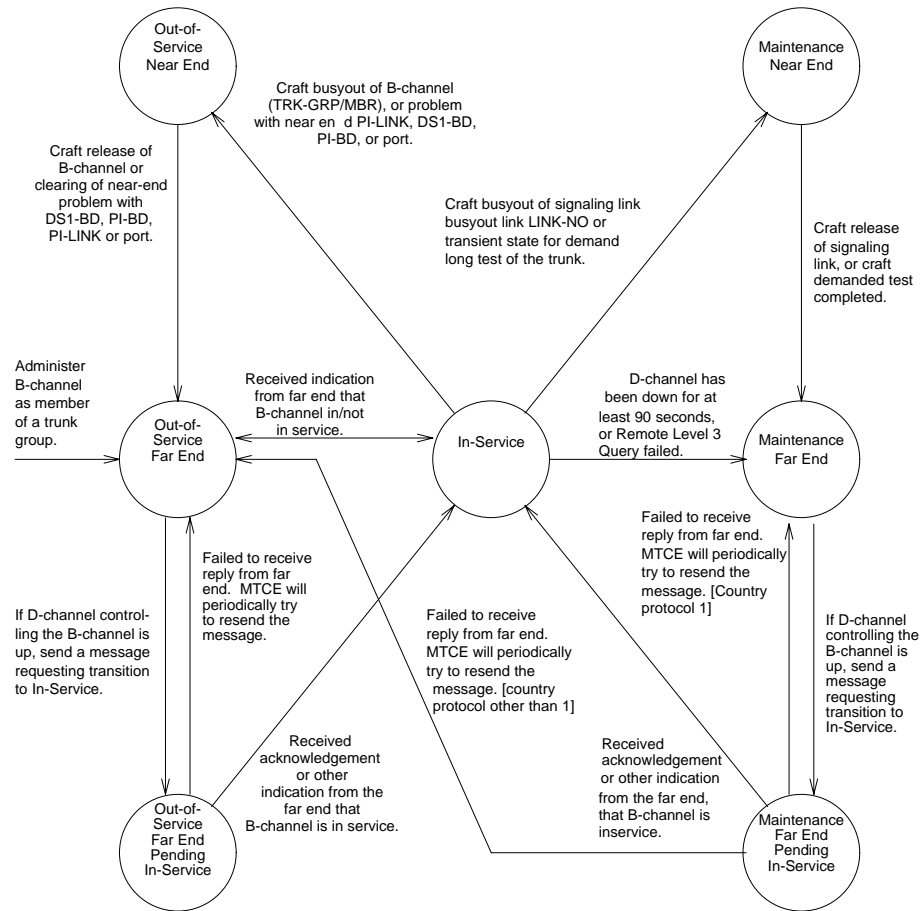 Out-of-
Service
Near End
Maintenance
Near End
Craft busyout of B-channel
(TRK-GRP/MBR), or problem
with near en d PI-LINK, DS1-BD,
PI-BD, or port.
Craft release of
B-channel or
clearing of near-end
problem with
DS1-BD, PI-BD,
PI-LINK or port.
Craft busyout of signaling link
busyout link LINK-NO or
transient state for demand
long test of the trunk.
Craft release
of signaling
link, or craft
demanded test
completed.
Administer
B-channel
as member
of a trunk
group.
Out-of-
Service
Far End
Received indication
from far end that
B-channel in/not
in service.
In-Service
D-channel has
been down for at
least 90 seconds,
or Remote Level 3
Query failed.
Maintenance
Far End
If D-channel control-
ling the B-channel is
up, send a message
requesting transition
to In-Service.
Failed to receive
reply from far
end. MTCE will
periodically try
to resend the
message.
Failed to receive
reply from far end.
MTCE will periodically
try to resend the
message. [country
protocol other than 1]
Failed to receive
reply from far end.
MTCE will periodically
try to resend the
message. [Country
protocol 1]
If D-channel
controlling the
B-channel is
up, send a
message
requesting
transition to
In-Service.
Received
acknowledgement
or other
indication from the
far end that
B-channel is in service.
Received
acknowledgement
or other indication
from the far end,
that B-channel is
inservice.
Out-of-
Service
Far End
Pending
In-Service
Maintenance
Far End
Pending
In-Service